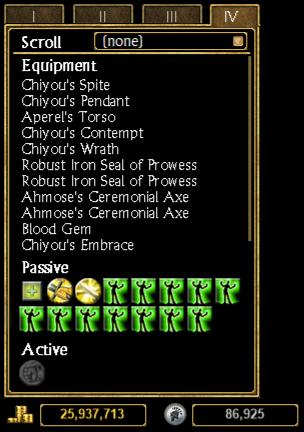 I II III IV
Scroll (none)
Equipment
Chiyou's Spite
Chiyou's Pendant
Aperel's Torso
Chiyou's Contempt
Chiyou's Wrath
Robust Iron Seal of Prowess
Robust Iron Seal of Prowess
Ahmose's Ceremonial Axe
Ahmose's Ceremonial Axe
Blood Gem
Chiyou's Embrace
Passive
Active
25,937,713 86,925